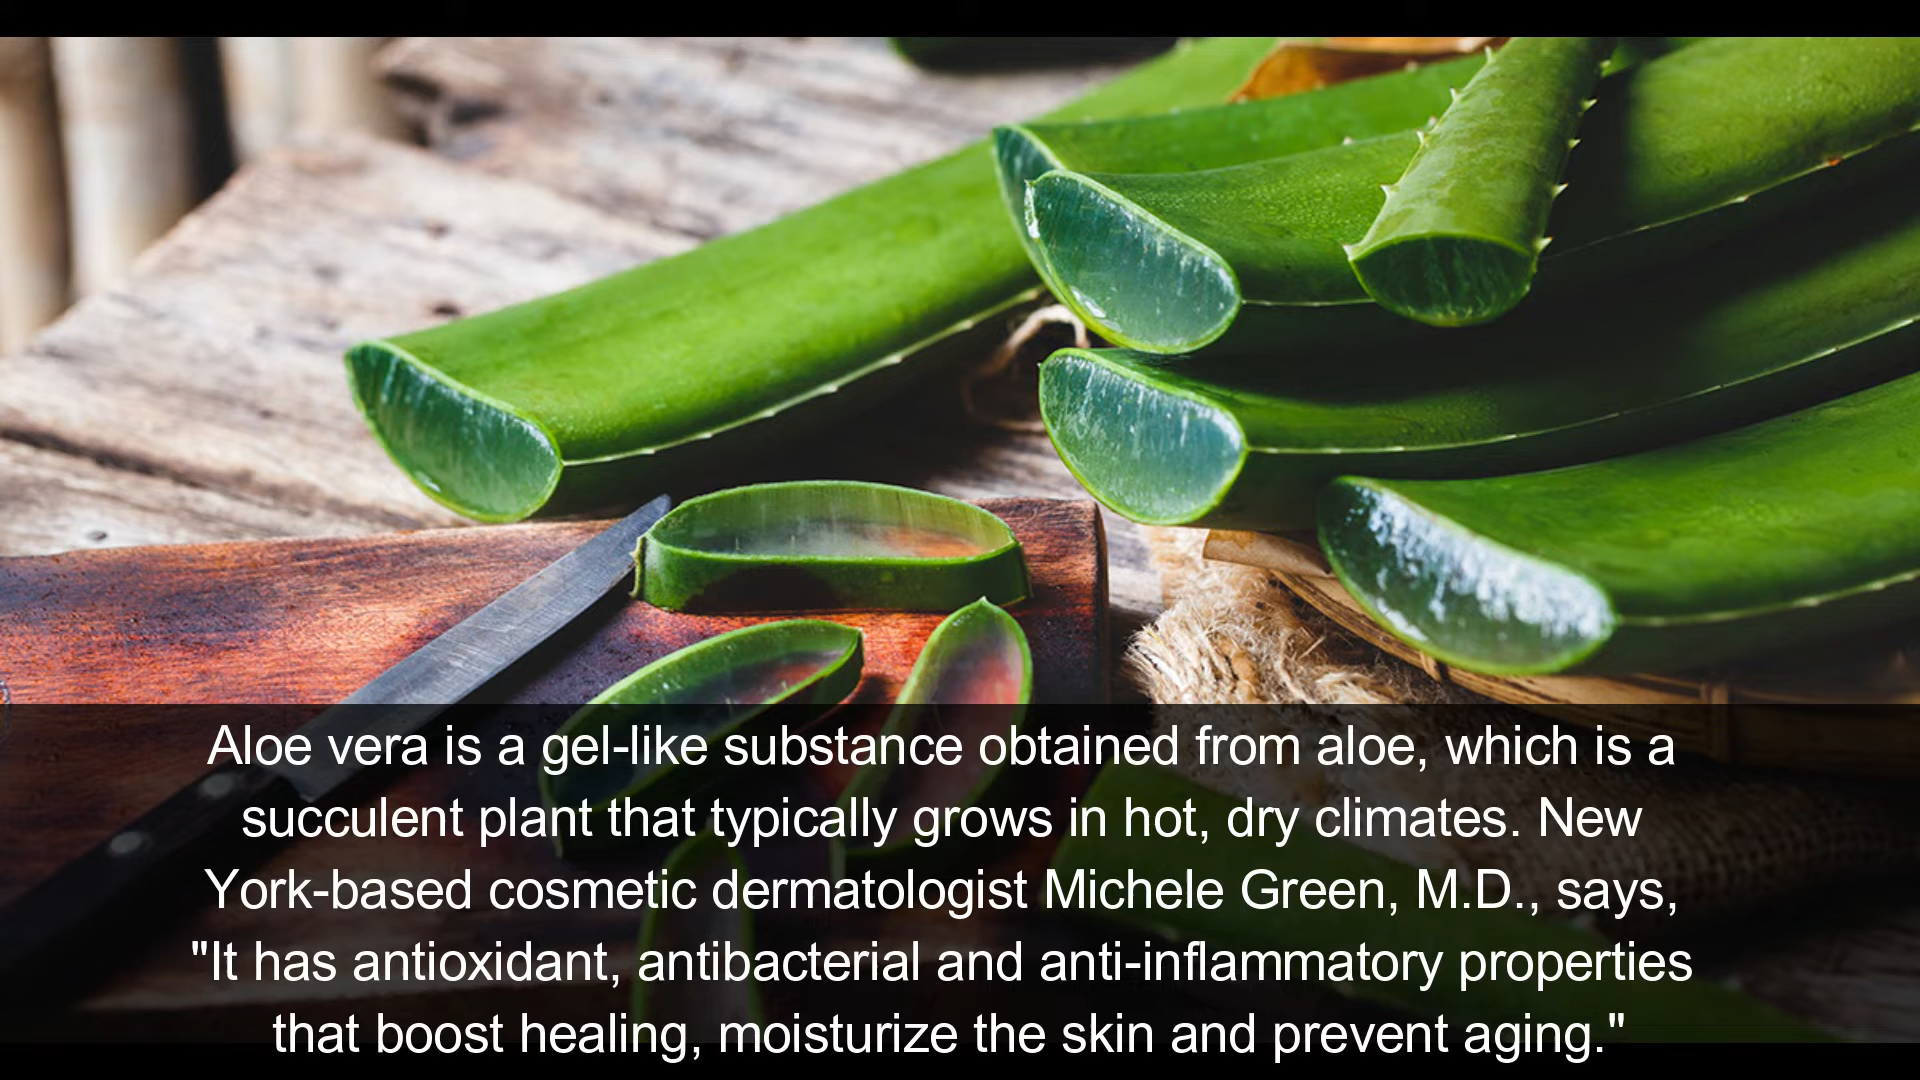 Aloe vera is a gel-like substance obtained from aloe, which is a
succulent plant that typically grows in hot, dry climates. New
York-based cosmetic dermatologist Michele Green, M.D., says,
"It has antioxidant, antibacterial and anti-inflammatory properties
that boost healing, moisturize the skin and prevent aging."